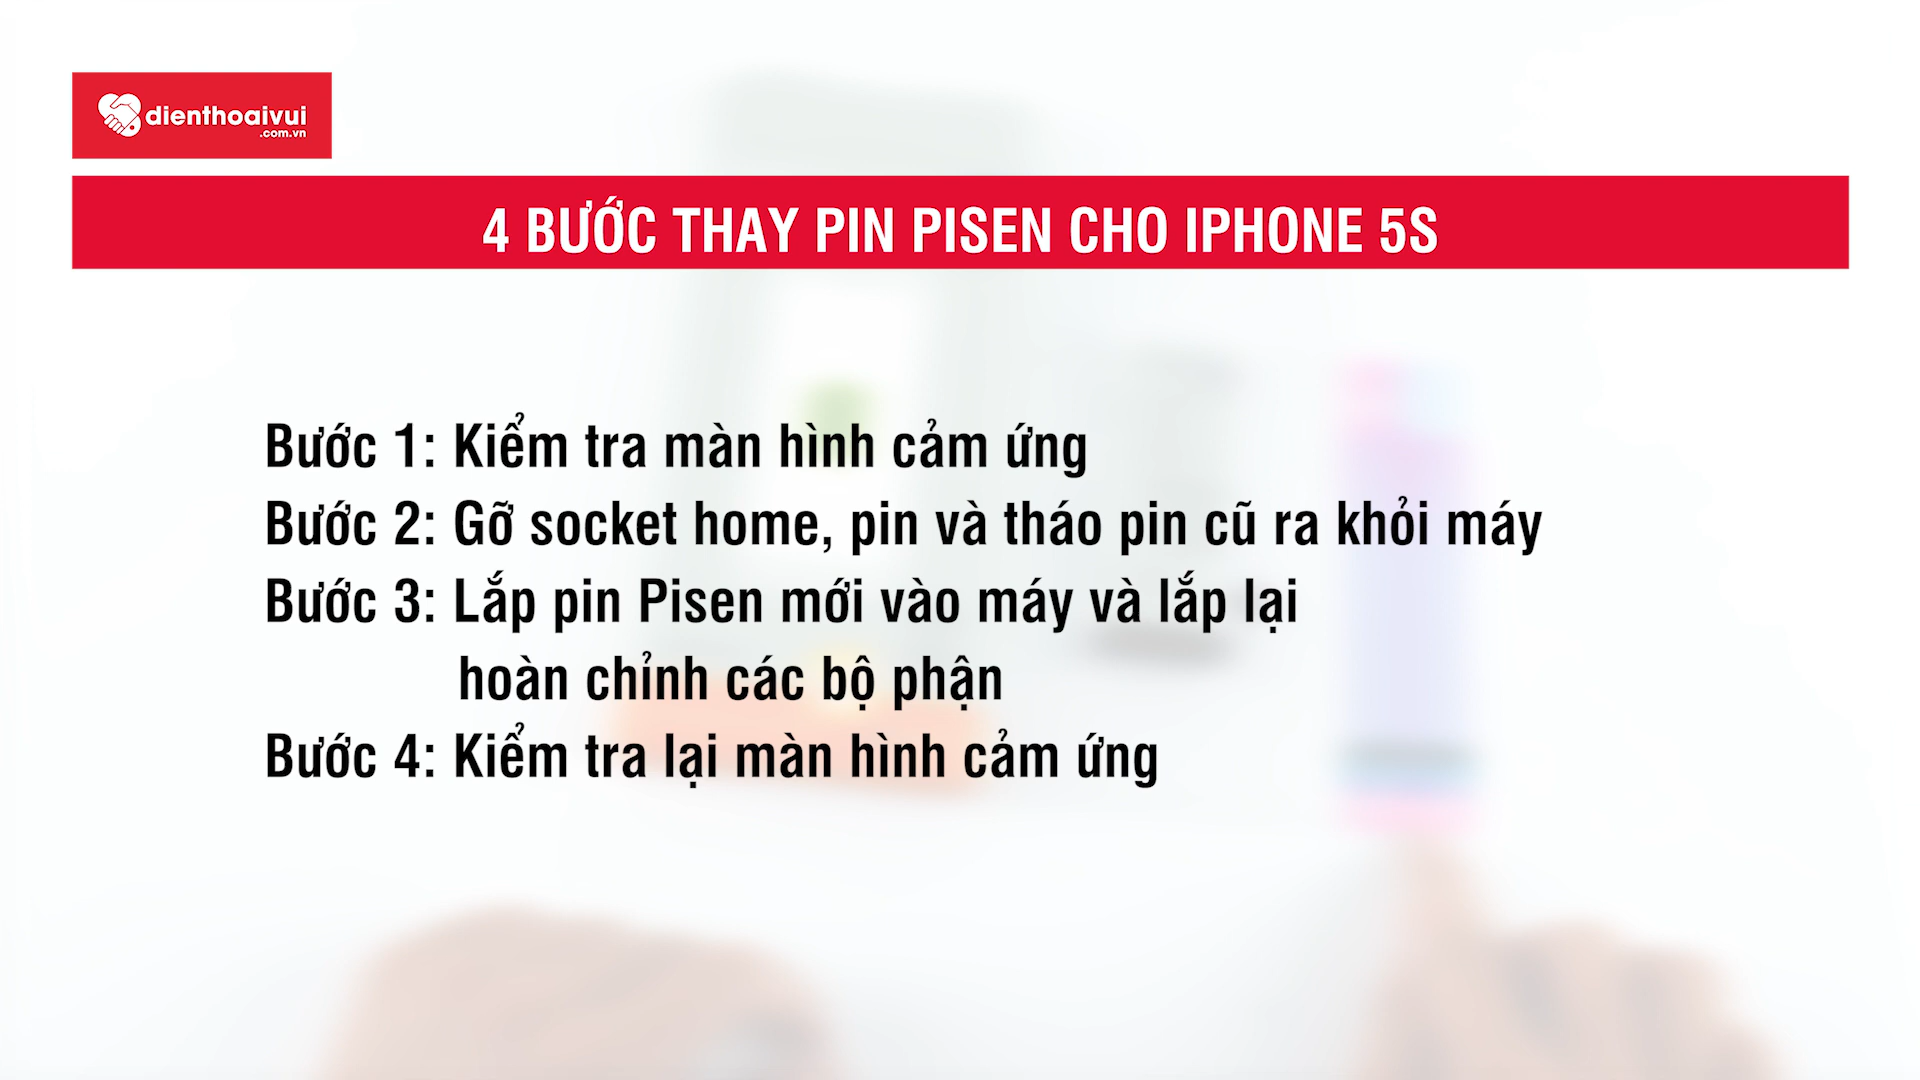 dienthoaivui
.com.vn
4 BƯỚC THAY PIN PISEN CHO IPHONE 5S
Bước 1: Kiểm tra màn hình cảm ứng
Bước 2: Gỡ socket home, pin và tháo pin cũ ra khỏi máy
Bước 3: Lắp pin Pisen mới vào máy và lắp lại
hoàn chỉnh các bộ phận
Bước 4: Kiểm tra lại màn hình cảm ứng